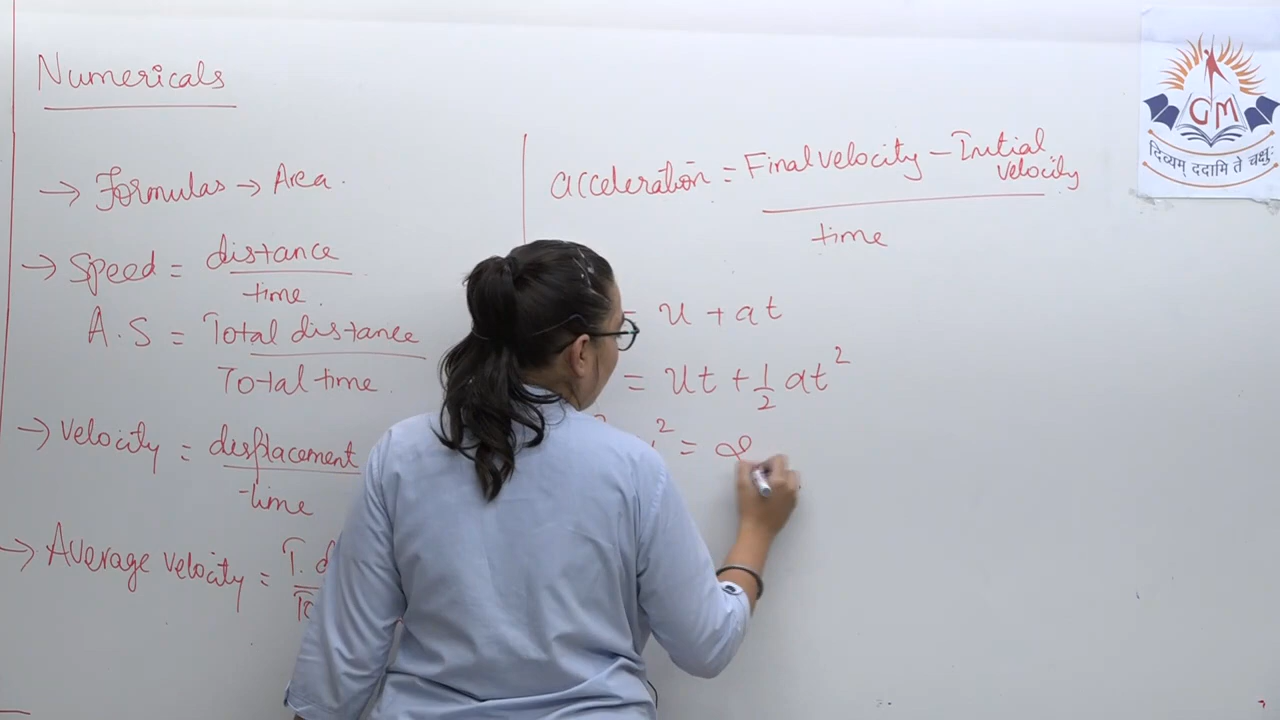 Numericals
→ Formulas → Area.
→ Speed = distance
time.
A.S = Total distance
Total time.
→ Velocity = displacement
time
→ Average velocity = T.
acceleration = Final velocity – Initial velocity
time
= u + at
= ut + 1/2 at²
² =
GM
दिव्यम् ददामि ते चक्षुः